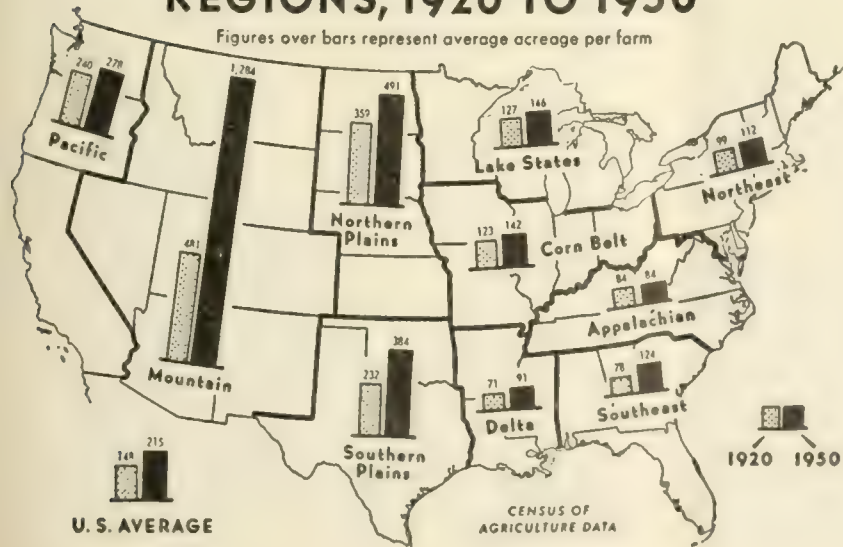 REGIONS, 1920 TO 1950
Figures over bars represent average acreage per farm
240 278
Pacific
1,284
481
Mountain
359 491
Northern
Plains
127 146
Lake States
99 112
Northeast
123 142
Corn Belt
84 84
Appalachian
232 384
Southern
Plains
71 91
Delta
78 124
Southeast
215
U. S. AVERAGE
1920 1950
CENSUS OF
AGRICULTURE DATA